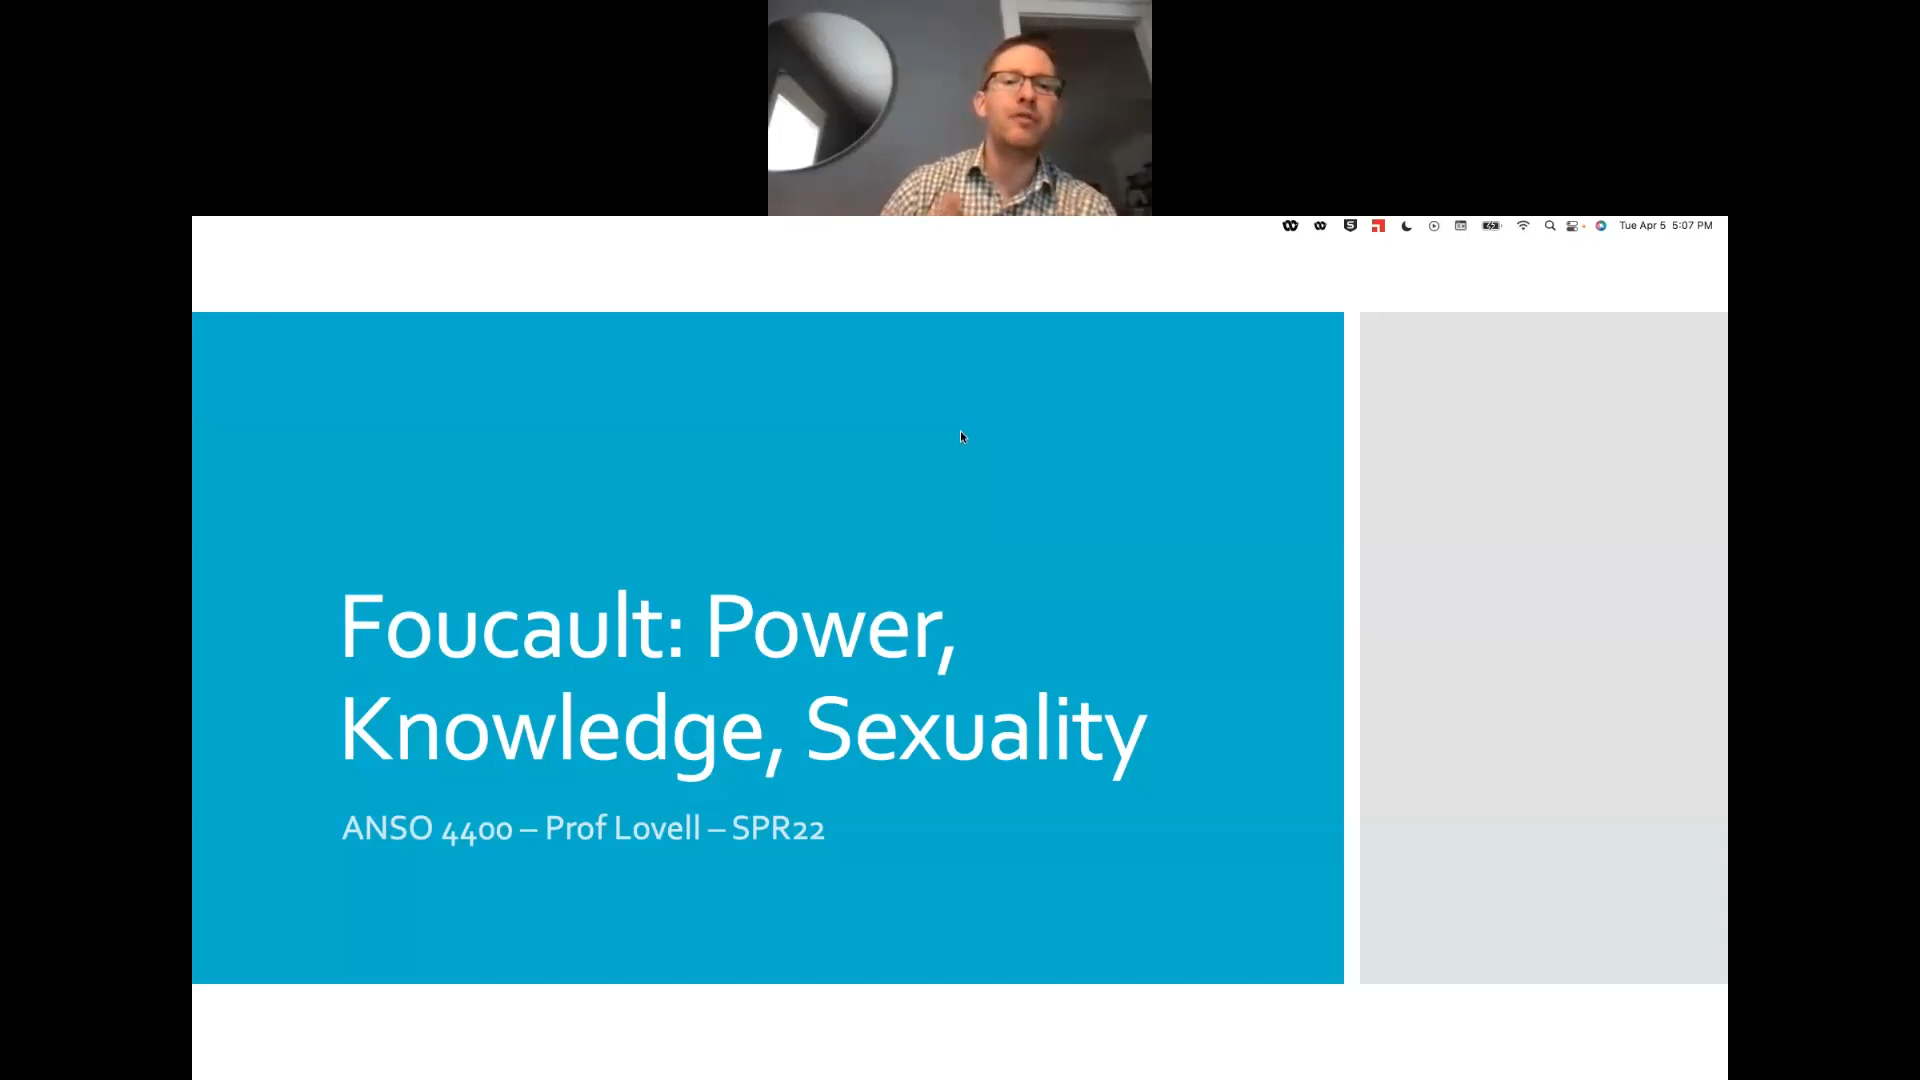 Tue Apr 5 5:07 PM
Foucault: Power,
Knowledge, Sexuality
ANSO 4400 – Prof Lovell – SPR22